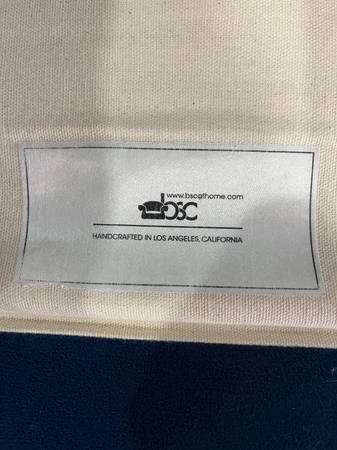 www.bscathome.com
bsc
HANDCRAFTED IN LOS ANGELES, CALIFORNIA